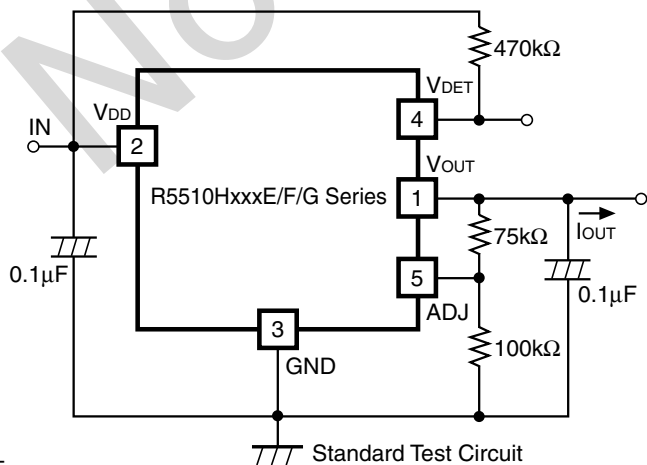 No
470kΩ
VDET
VDD
4
IN
2
VOUT
R5510HxxxE/F/G Series
1
IOUT
75kΩ
0.1μF
5
0.1μF
ADJ
3
100kΩ
GND
Standard Test Circuit